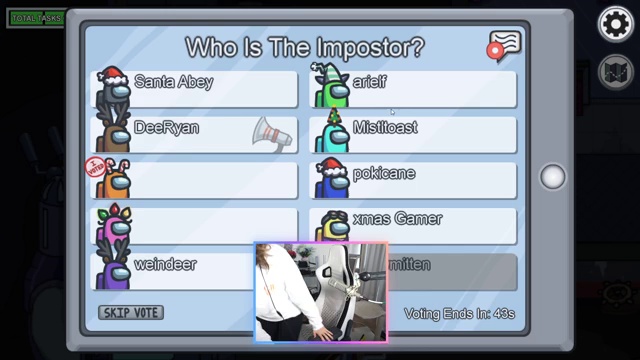 TOTAL TASKS
Who Is The Impostor?
Santa Abey
arielf
DeeRyan
Mistltoast
I VOTED
pokicane
xmas Gamer
weindeer
mitten
SKIP VOTE
Voting Ends In: 43s